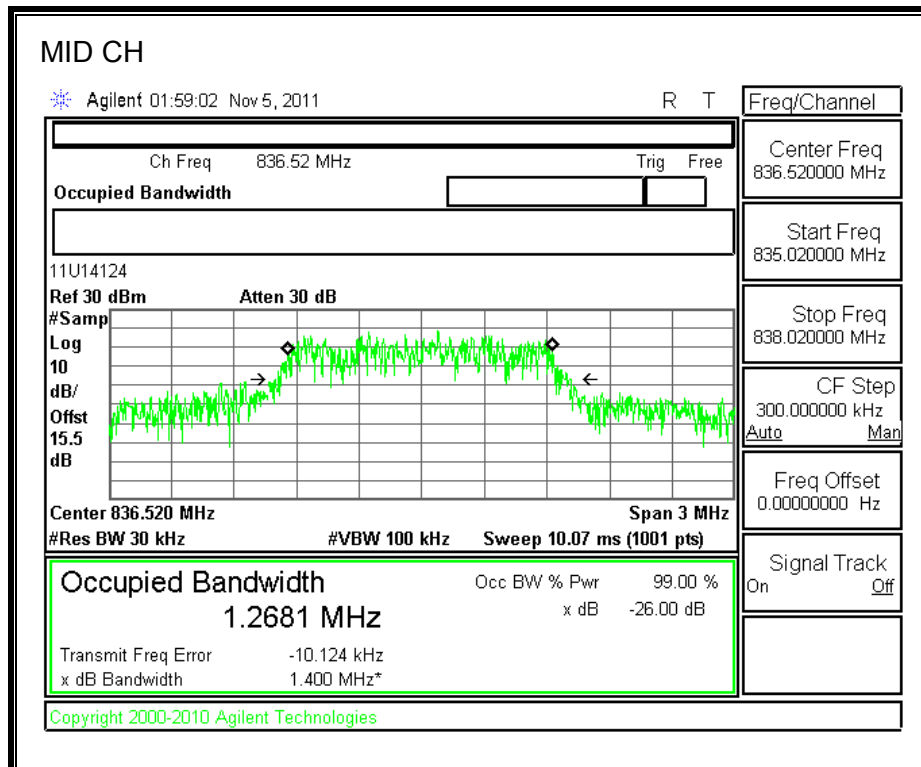 MID CH
Agilent 01:59:02 Nov 5, 2011 R T
Freq/Channel
Ch Freq 836.52 MHz Trig Free
Occupied Bandwidth
Center Freq
836.520000 MHz
Start Freq
835.020000 MHz
Stop Freq
838.020000 MHz
CF Step
300.000000 kHz
Auto Man
Freq Offset
0.00000000 Hz
Signal Track
On Off
11U14124
Ref 30 dBm Atten 30 dB
#Samp
Log
10
dB/
Offst
15.5
dB
Center 836.520 MHz Span 3 MHz
#Res BW 30 kHz #VBW 100 kHz Sweep 10.07 ms (1001 pts)
Occupied Bandwidth Occ BW % Pwr 99.00 %
1.2681 MHz x dB -26.00 dB
Transmit Freq Error -10.124 kHz
x dB Bandwidth 1.400 MHz*
Copyright 2000-2010 Agilent Technologies